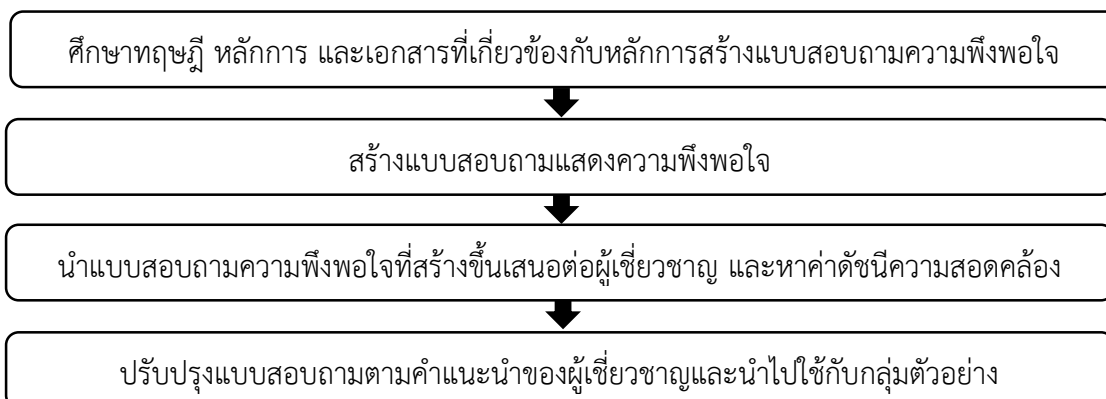 ศึกษาทฤษฎี หลักการ และเอกสารที่เกี่ยวข้องกับหลักการสร้างแบบสอบถามความพึงพอใจ
สร้างแบบสอบถามแสดงความพึงพอใจ
นำแบบสอบถามความพึงพอใจที่สร้างขึ้นเสนอต่อผู้เชี่ยวชาญ และหาค่าดัชนีความสอดคล้อง
ปรับปรุงแบบสอบถามตามคำแนะนำของผู้เชี่ยวชาญและนำไปใช้กับกลุ่มตัวอย่าง